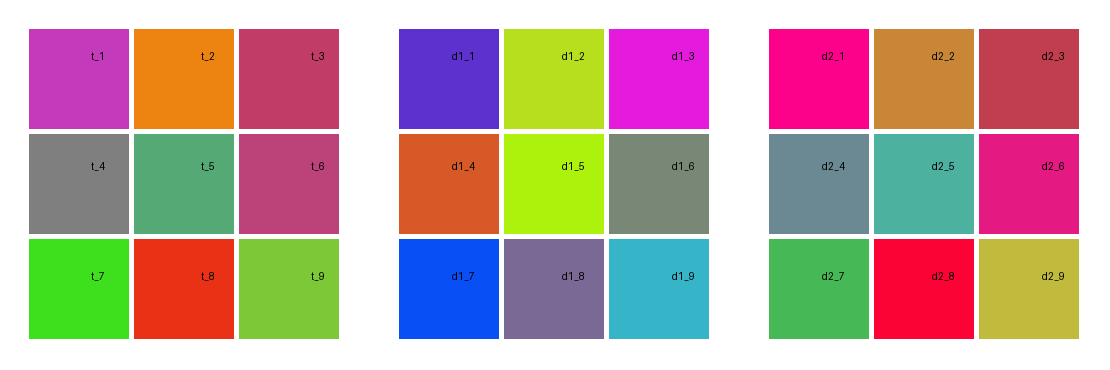 t_1 t_2 t_3 d1_1 d1_2 d1_3 d2_1 d2_2 d2_3
t_4 t_5 t_6 d1_4 d1_5 d1_6 d2_4 d2_5 d2_6
t_7 t_8 t_9 d1_7 d1_8 d1_9 d2_7 d2_8 d2_9